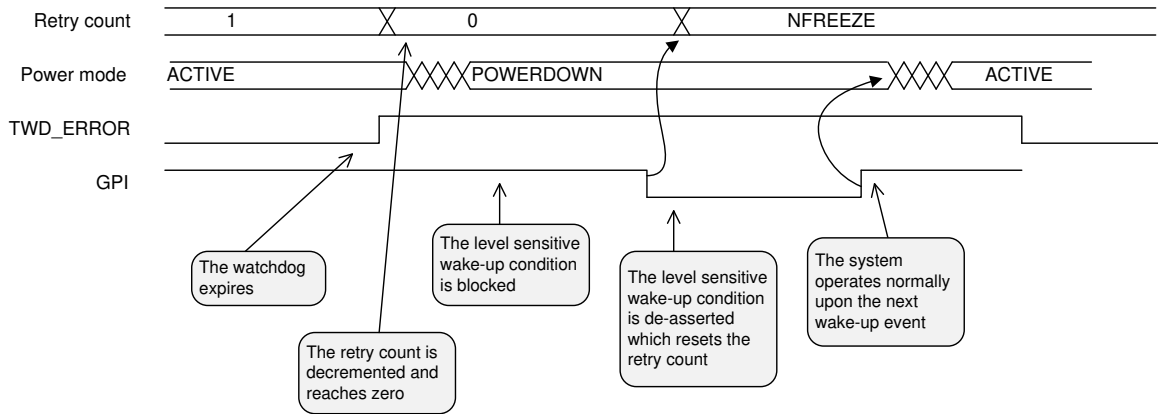 Retry count 1 0 NFREEZE
Power mode ACTIVE POWERDOWN ACTIVE
TWD_ERROR
GPI
The watchdog
expires
The retry count is
decremented and
reaches zero
The level sensitive
wake-up condition
is blocked
The level sensitive
wake-up condition
is de-asserted
which resets the
retry count
The system
operates normally
upon the next
wake-up event